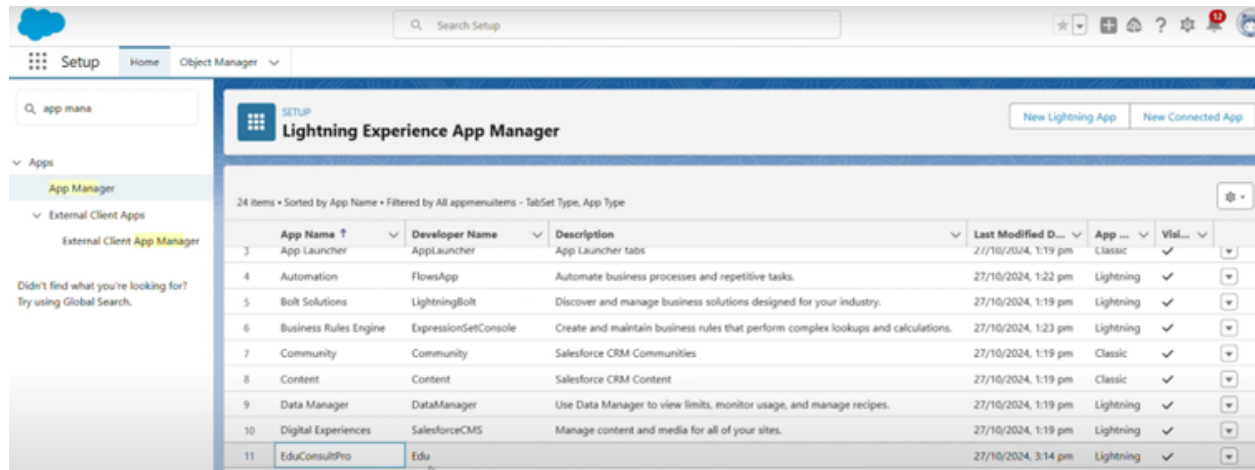 Search Setup
12
Setup Home Object Manager
app mana
SETUP
Lightning Experience App Manager
New Lightning App New Connected App
Apps
App Manager
External Client Apps
External Client App Manager
Didn't find what you're looking for?
Try using Global Search.
24 items • Sorted by App Name • Filtered by All appmenuitems - TabSet Type, App Type
App Name ↑ Developer Name Description Last Modified D... App ... Visi...
3 App Launcher AppLauncher App Launcher tabs 27/10/2024, 1:19 pm Classic
4 Automation FlowsApp Automate business processes and repetitive tasks. 27/10/2024, 1:22 pm Lightning
5 Bolt Solutions LightningBolt Discover and manage business solutions designed for your industry. 27/10/2024, 1:19 pm Lightning
6 Business Rules Engine ExpressionSetConsole Create and maintain business rules that perform complex lookups and calculations. 27/10/2024, 1:23 pm Lightning
7 Community Community Salesforce CRM Communities 27/10/2024, 1:19 pm Classic
8 Content Content Salesforce CRM Content 27/10/2024, 1:19 pm Classic
9 Data Manager DataManager Use Data Manager to view limits, monitor usage, and manage recipes. 27/10/2024, 1:19 pm Lightning
10 Digital Experiences SalesforceCMS Manage content and media for all of your sites. 27/10/2024, 1:19 pm Lightning
11 EduConsultPro Edu 27/10/2024, 3:14 pm Lightning